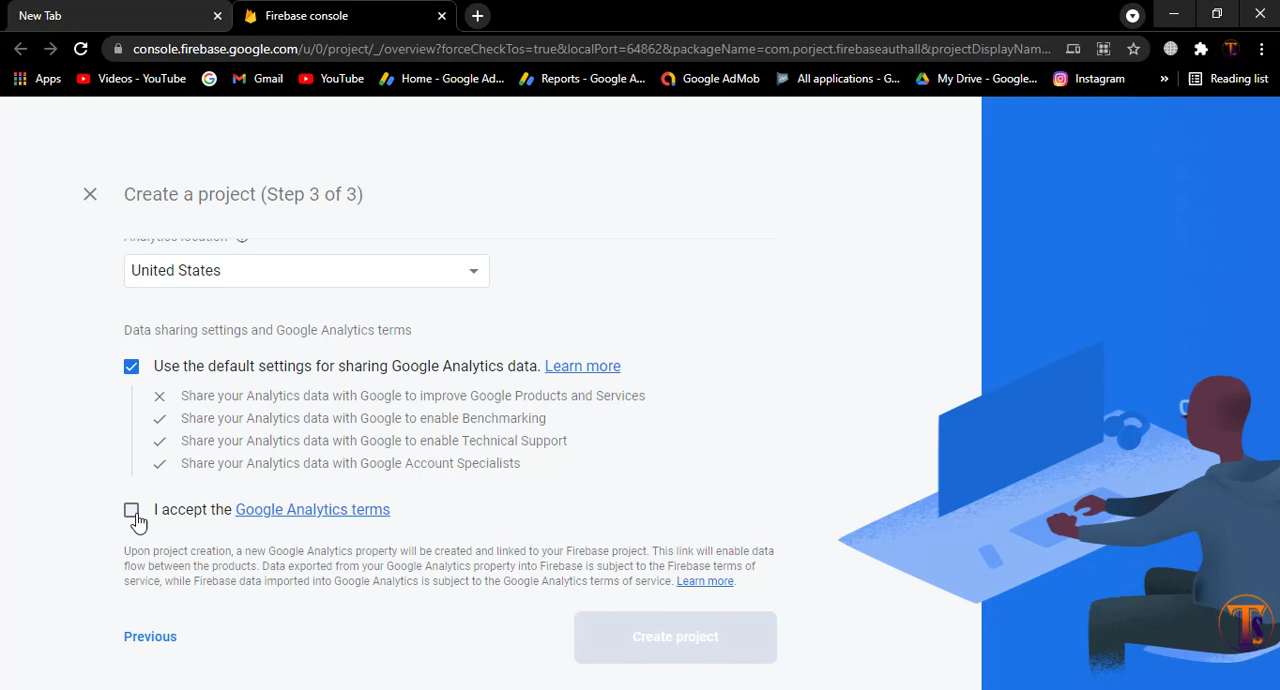 New Tab
Firebase console
console.firebase.google.com/u/0/project/_/overview?forceCheckTos=true&localPort=64862&packageName=com.porject.firebaseauthall&projectDisplayNam...
Apps
Videos - YouTube
Gmail
YouTube
Home - Google Ad...
Reports - Google A...
Google AdMob
All applications - G...
My Drive - Google...
Instagram
»
Reading list
Create a project (Step 3 of 3)
Analytics location
United States
Data sharing settings and Google Analytics terms
Use the default settings for sharing Google Analytics data. Learn more
Share your Analytics data with Google to improve Google Products and Services
Share your Analytics data with Google to enable Benchmarking
Share your Analytics data with Google to enable Technical Support
Share your Analytics data with Google Account Specialists
I accept the Google Analytics terms
Upon project creation, a new Google Analytics property will be created and linked to your Firebase project. This link will enable data
flow between the products. Data exported from your Google Analytics property into Firebase is subject to the Firebase terms of
service, while Firebase data imported into Google Analytics is subject to the Google Analytics terms of service. Learn more.
Previous
Create project
Ts